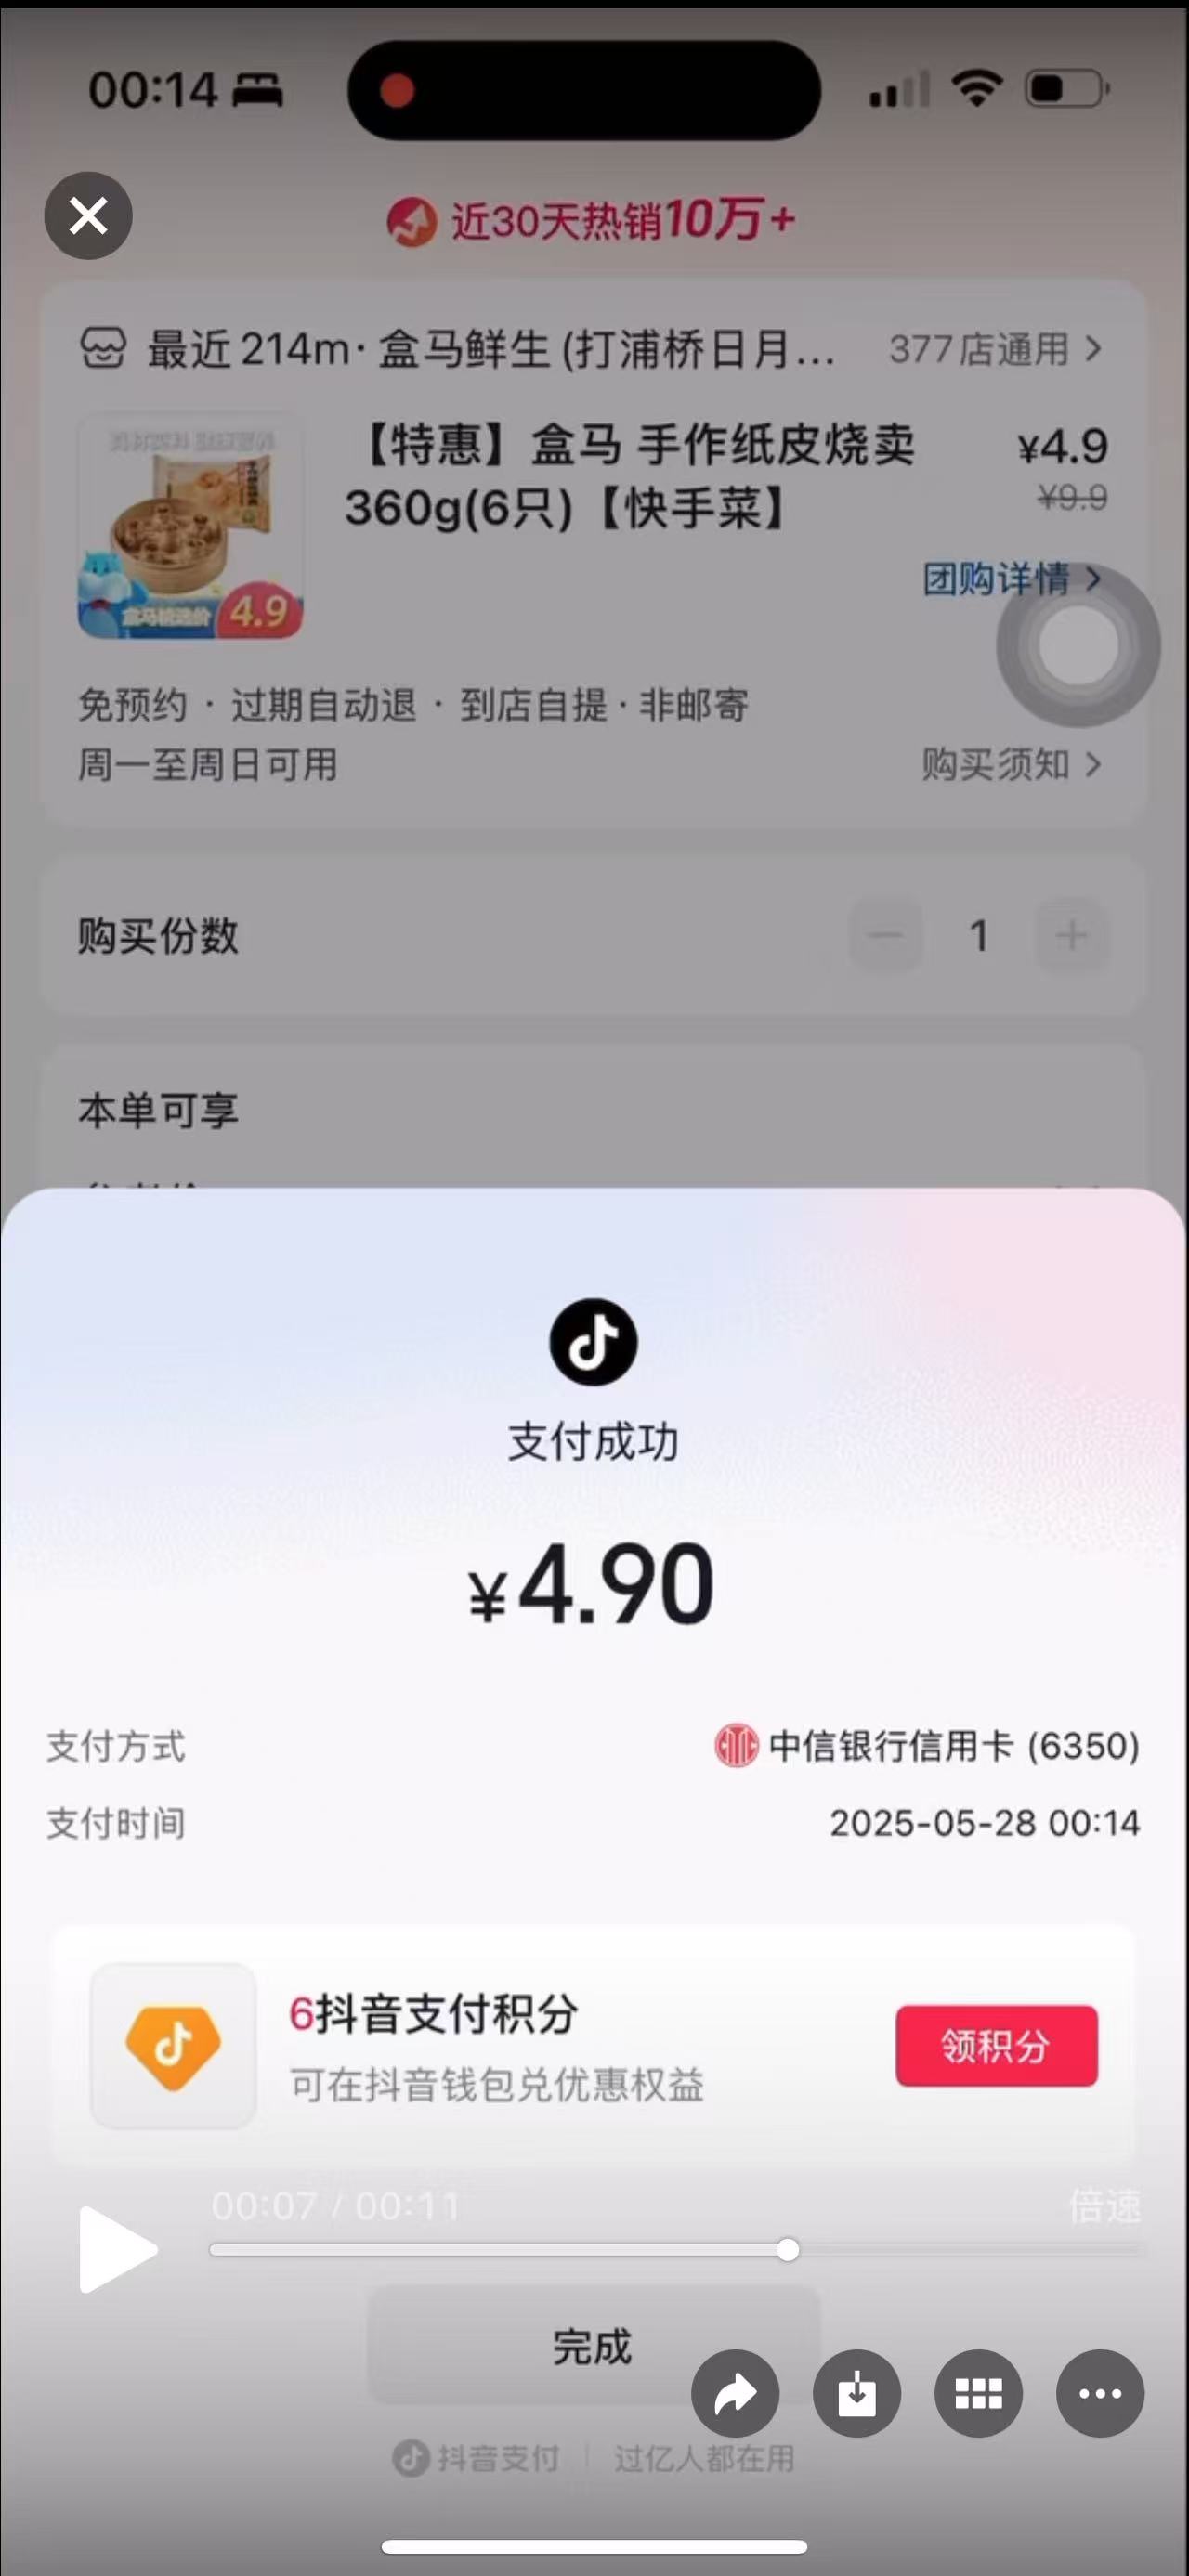 00:14
近30天热销10万+
最近 214m · 盒马鲜生 (打浦桥日月... 377店通用 >
【特惠】盒马 手作纸皮烧卖 ¥4.9
360g(6只)【快手菜】 ¥9.9
团购详情 >
4.9
免预约 · 过期自动退 · 到店自提 · 非邮寄
周一至周日可用 购买须知 >
购买份数 1
本单可享
支付成功
¥4.90
支付方式 中信银行信用卡 (6350)
支付时间 2025-05-28 00:14
6抖音支付积分
可在抖音钱包兑优惠权益
领积分
00:07 / 00:11 倍速
完成
抖音支付 | 过亿人都在用